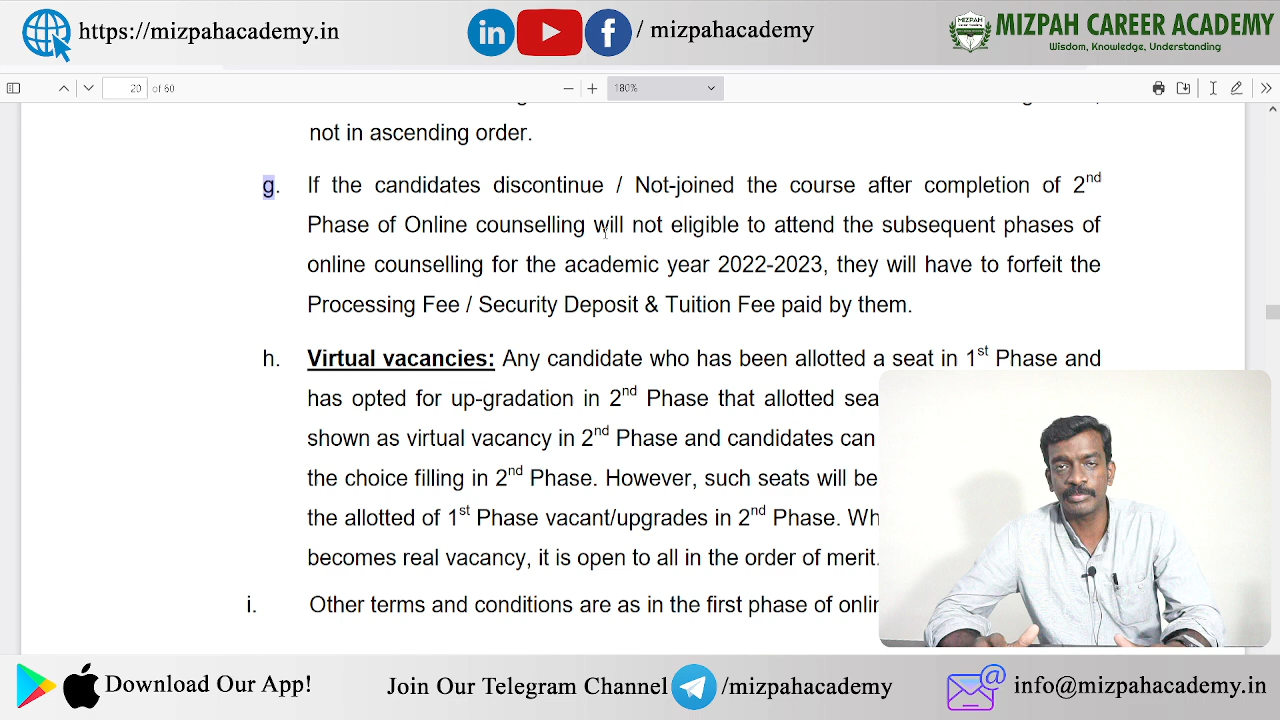 https://mizpahacademy.in
in
f
/ mizpahacademy
MIZPAH
MIZPAH CAREER ACADEMY
Wisdom, Knowledge, Understanding
20 of 60
180%
not in ascending order.
g. If the candidates discontinue / Not-joined the course after completion of 2nd
Phase of Online counselling will not eligible to attend the subsequent phases of
online counselling for the academic year 2022-2023, they will have to forfeit the
Processing Fee / Security Deposit & Tuition Fee paid by them.
h. Virtual vacancies: Any candidate who has been allotted a seat in 1st Phase and
has opted for up-gradation in 2nd Phase that allotted sea
shown as virtual vacancy in 2nd Phase and candidates can
the choice filling in 2nd Phase. However, such seats will be
the allotted of 1st Phase vacant/upgrades in 2nd Phase. Wh
becomes real vacancy, it is open to all in the order of merit.
i. Other terms and conditions are as in the first phase of onlin
Download Our App!
Join Our Telegram Channel
/mizpahacademy
@
info@mizpahacademy.in